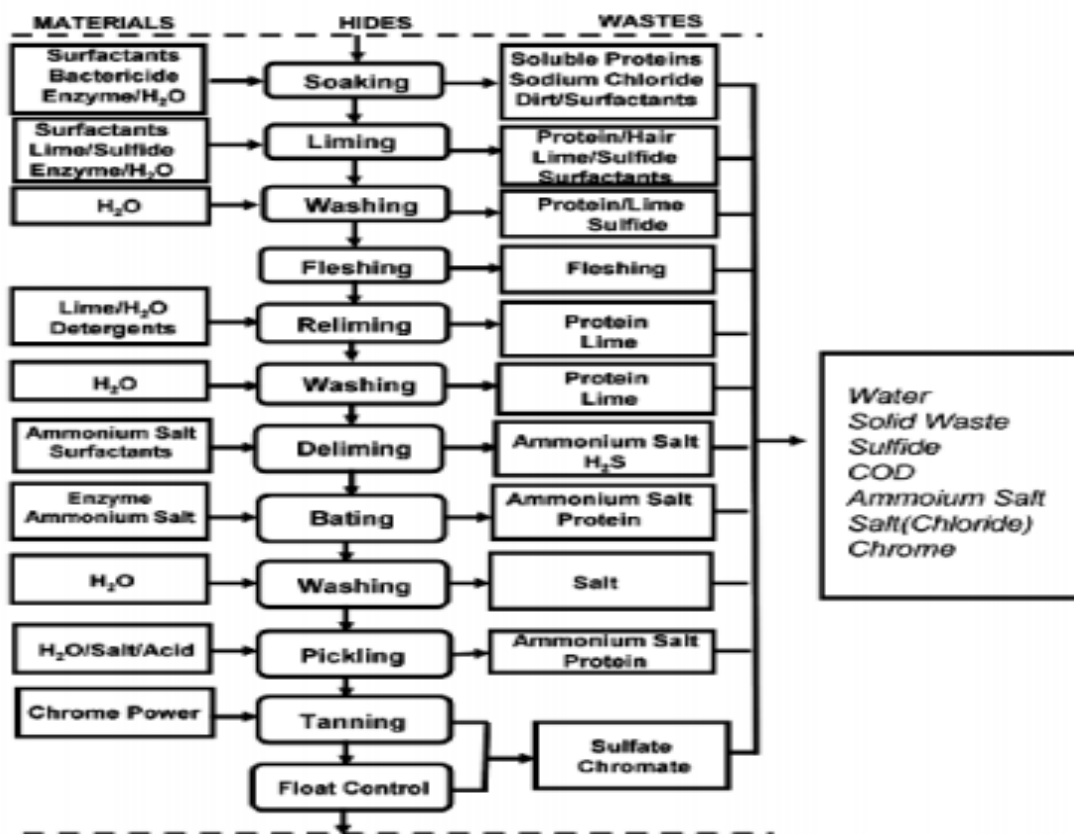 MATERIALS HIDES WASTES
Surfactants
Bactericide
Enzyme/H₂O
Soaking
Soluble Proteins
Sodium Chloride
Dirt/Surfactants
Surfactants
Lime/Sulfide
Enzyme/H₂O
Liming
Protein/Hair
Lime/Sulfide
Surfactants
H₂O
Washing
Protein/Lime
Sulfide
Fleshing
Fleshing
Lime/H₂O
Detergents
Reliming
Protein
Lime
H₂O
Washing
Protein
Lime
Ammonium Salt
Surfactants
Deliming
Ammonium Salt
H₂S
Enzyme
Ammonium Salt
Bating
Ammonium Salt
Protein
H₂O
Washing
Salt
H₂O/Salt/Acid
Pickling
Ammonium Salt
Protein
Chrome Power
Tanning
Float Control
Sulfate
Chromate
Water
Solid Waste
Sulfide
COD
Ammoium Salt
Salt(Chloride)
Chrome